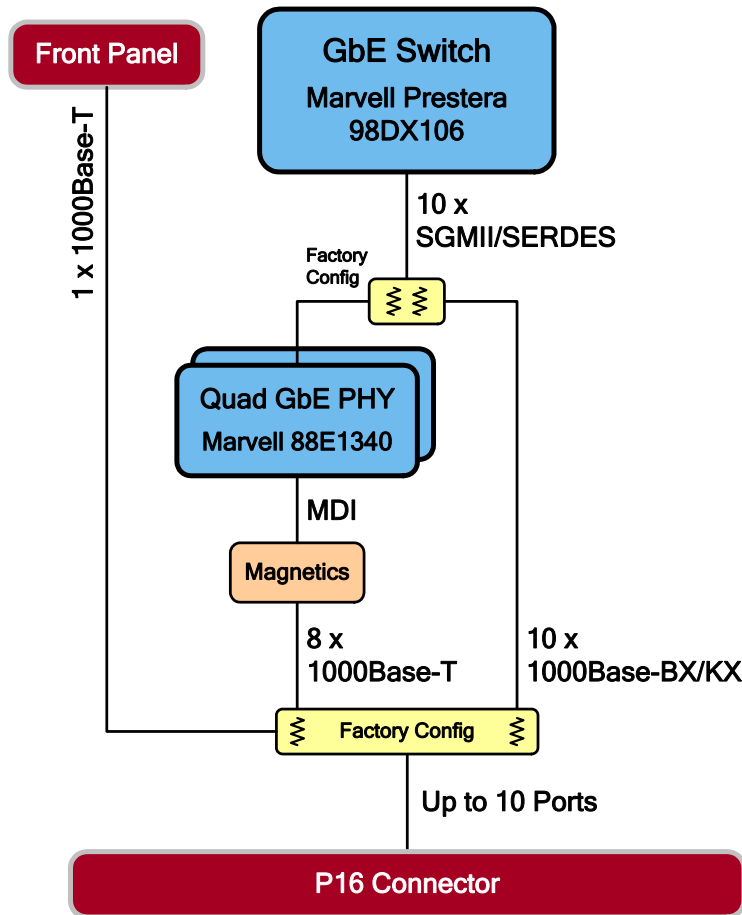 Front Panel
GbE Switch
Marvell Prestera
98DX106
1 x 1000Base-T
10 x
SGMII/SERDES
Factory
Config
Quad GbE PHY
Marvell 88E1340
MDI
Magnetics
8 x
1000Base-T
10 x
1000Base-BX/KX
Factory Config
Up to 10 Ports
P16 Connector